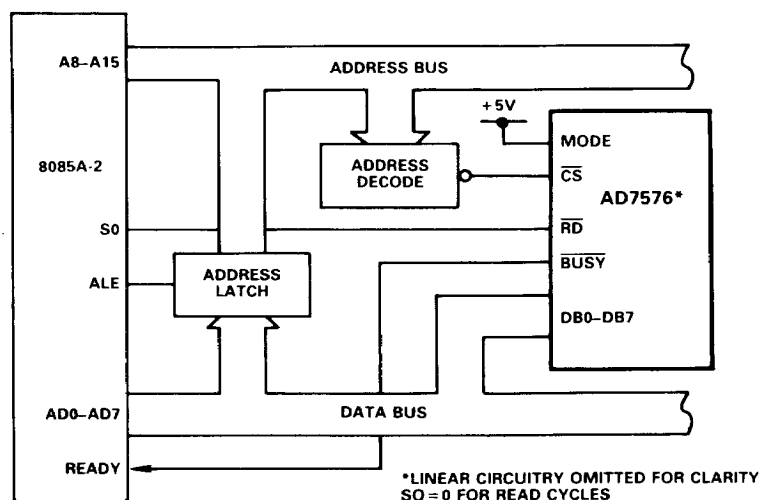 A8–A15
ADDRESS BUS
+5V
MODE
8085A-2
ADDRESS
DECODE
CS
AD7576*
S0
RD
ADDRESS
LATCH
BUSY
ALE
DB0–DB7
AD0–AD7
DATA BUS
READY
*LINEAR CIRCUITRY OMITTED FOR CLARITY
SO = 0 FOR READ CYCLES